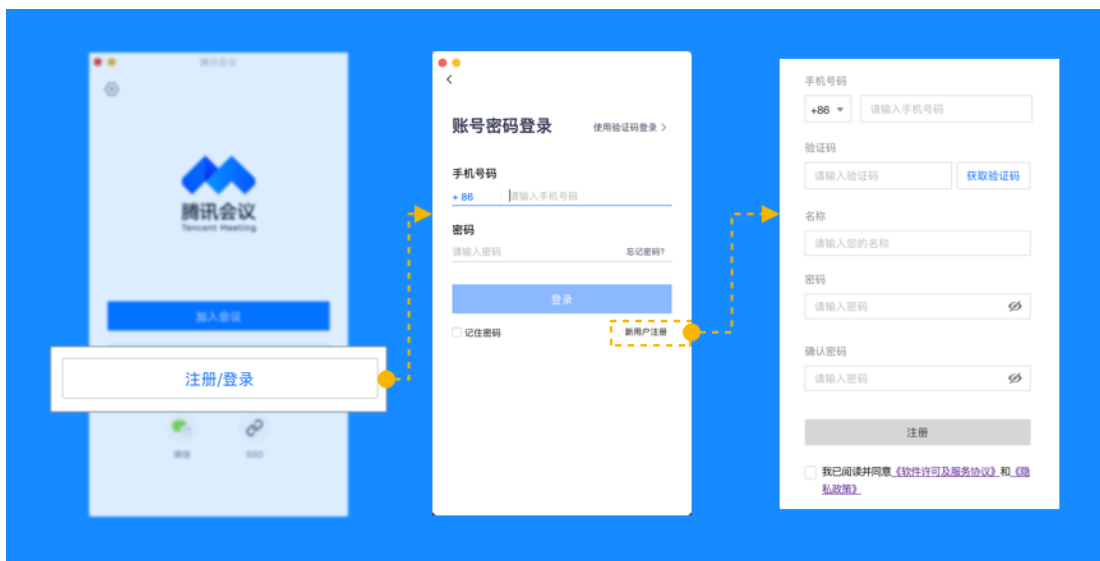 腾讯会议
腾讯会议
Tencent Meeting
加入会议
注册/登录
微信
SSO
账号密码登录
使用验证码登录 >
手机号码
+ 86
请输入手机号码
密码
请输入密码
忘记密码?
登录
记住密码
新用户注册
手机号码
+86
请输入手机号码
验证码
请输入验证码
获取验证码
名称
请输入您的名称
密码
请输入密码
确认密码
请输入密码
注册
我已阅读并同意《软件许可及服务协议》和《隐
私政策》